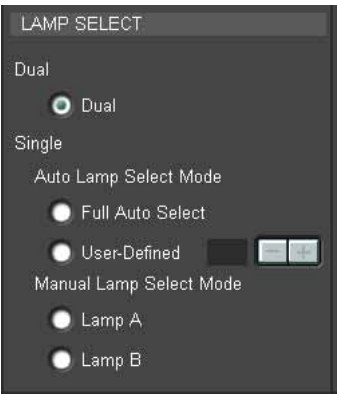 LAMP SELECT
Dual
Dual
Single
Auto Lamp Select Mode
Full Auto Select
User-Defined - +
Manual Lamp Select Mode
Lamp A
Lamp B